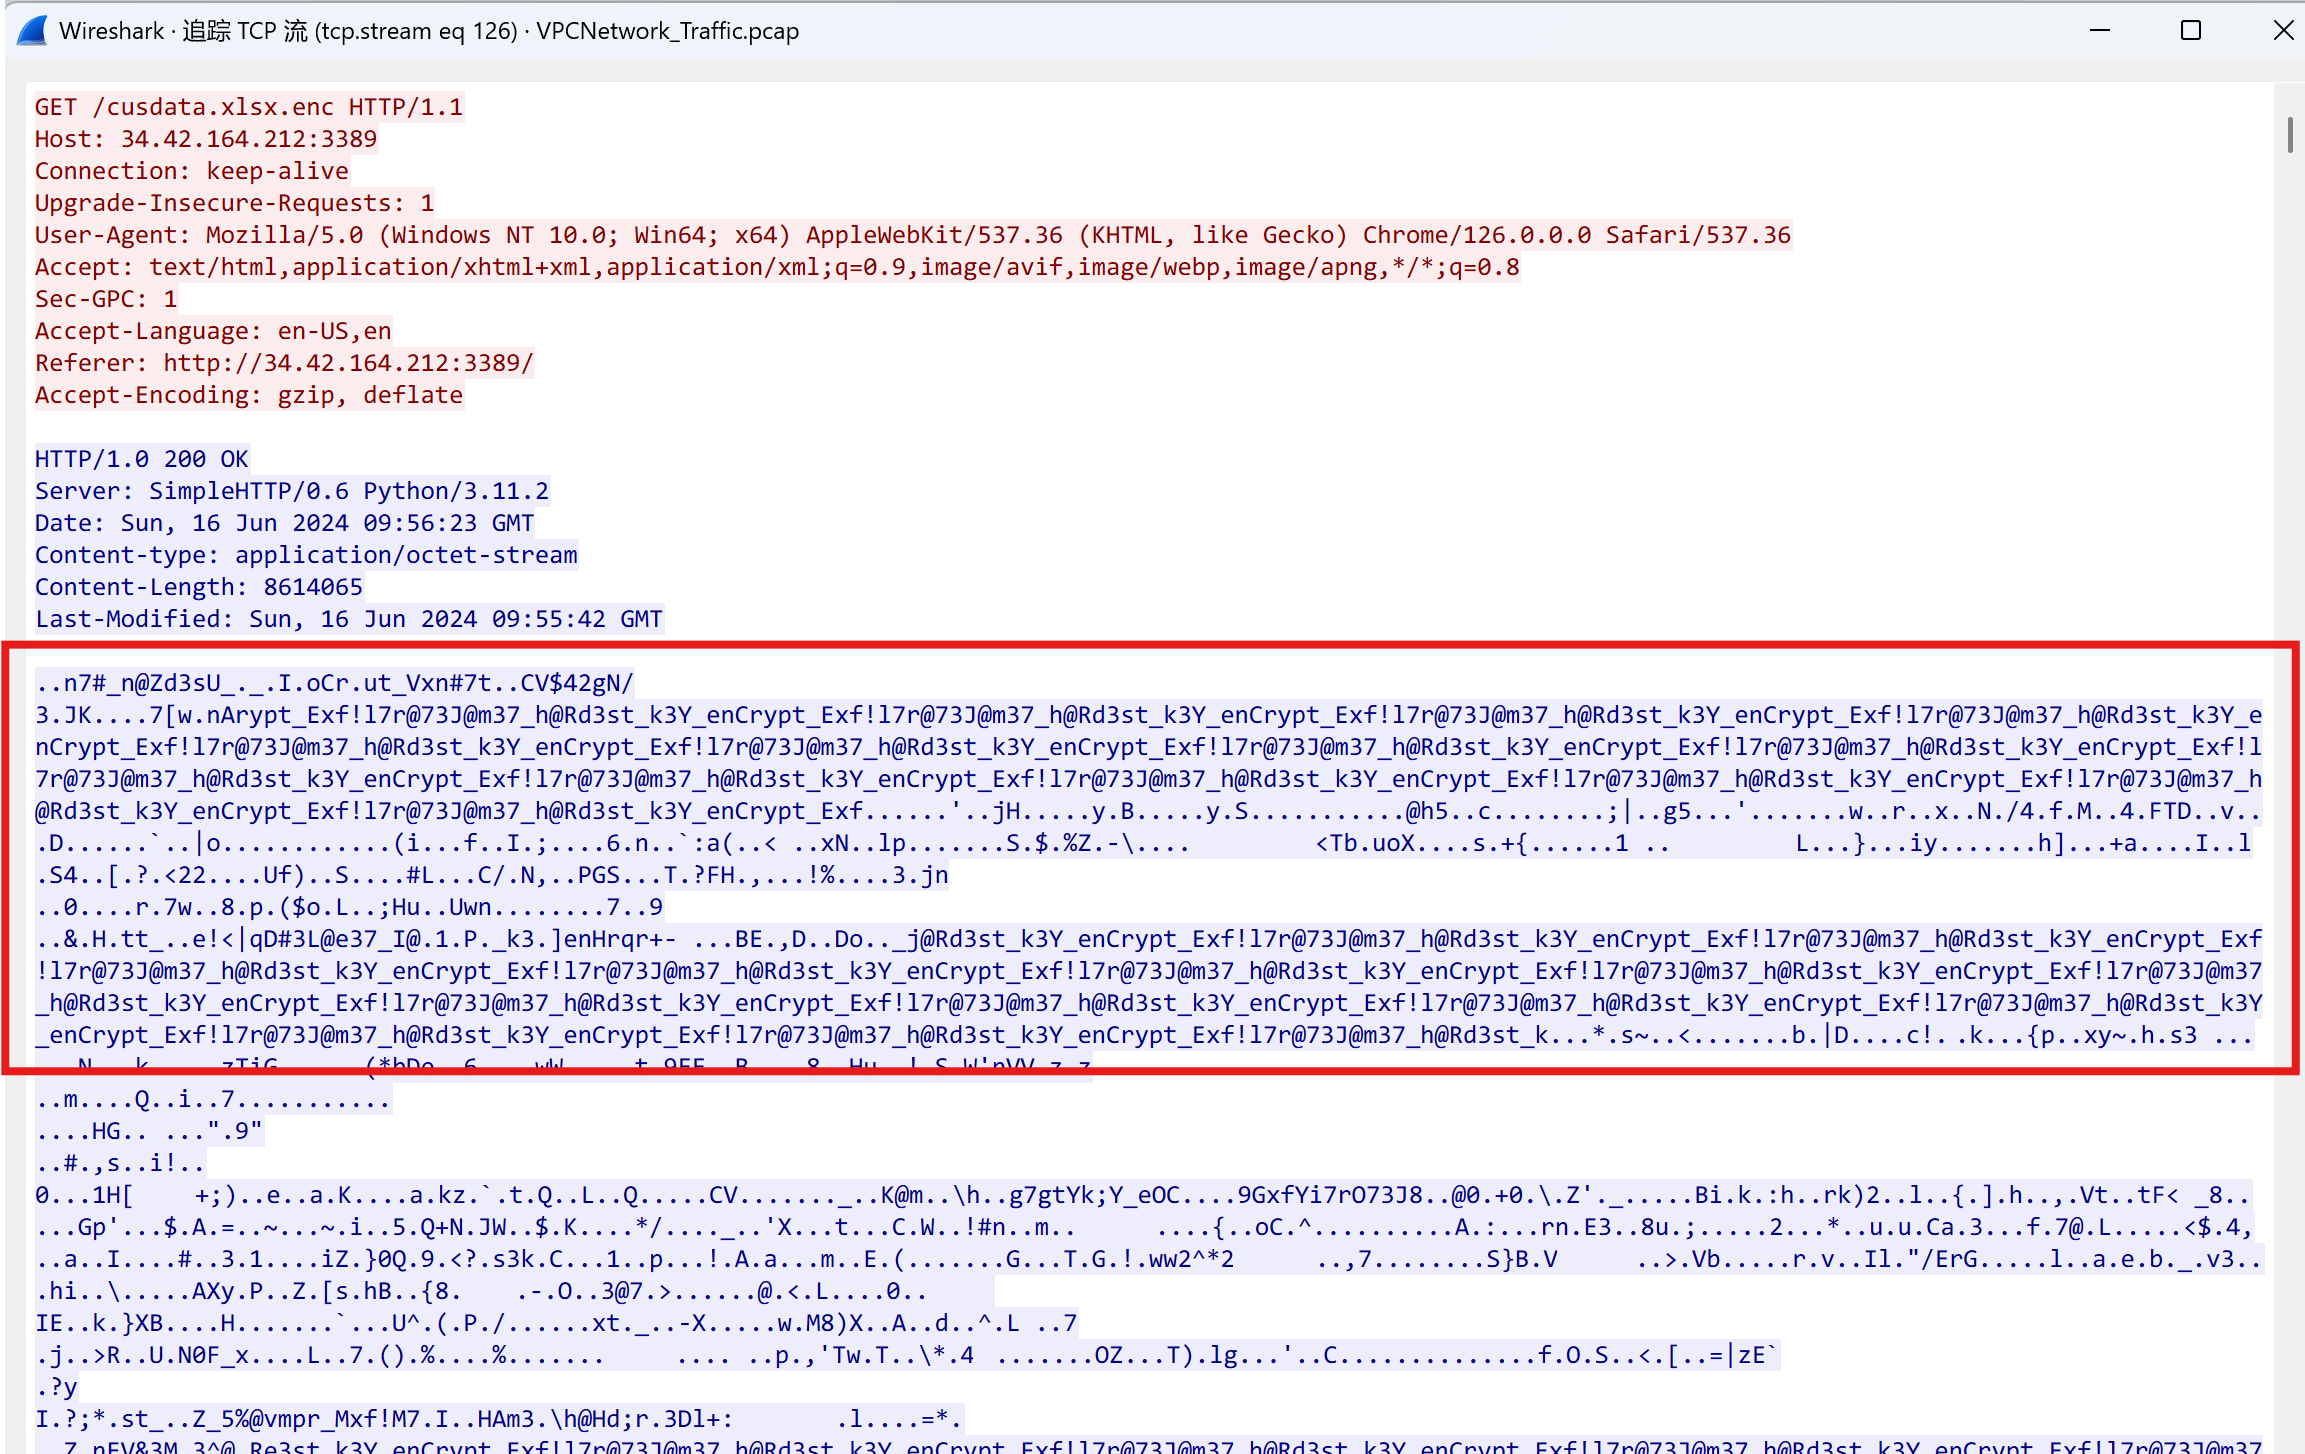 Wireshark · 追踪 TCP 流 (tcp.stream eq 126) · VPCNetwork_Traffic.pcap
GET /cusdata.xlsx.enc HTTP/1.1
Host: 34.42.164.212:3389
Connection: keep-alive
Upgrade-Insecure-Requests: 1
User-Agent: Mozilla/5.0 (Windows NT 10.0; Win64; x64) AppleWebKit/537.36 (KHTML, like Gecko) Chrome/126.0.0.0 Safari/537.36
Accept: text/html,application/xhtml+xml,application/xml;q=0.9,image/avif,image/webp,image/apng,*/*;q=0.8
Sec-GPC: 1
Accept-Language: en-US,en
Referer: http://34.42.164.212:3389/
Accept-Encoding: gzip, deflate
HTTP/1.0 200 OK
Server: SimpleHTTP/0.6 Python/3.11.2
Date: Sun, 16 Jun 2024 09:56:23 GMT
Content-type: application/octet-stream
Content-Length: 8614065
Last-Modified: Sun, 16 Jun 2024 09:55:42 GMT
..n7#_n@Zd3sU_._.I.oCr.ut_Vxn#7t..CV$42gN/
3.JK....7[w.nArypt_Exf!l7r@73J@m37_h@Rd3st_k3Y_enCrypt_Exf!l7r@73J@m37_h@Rd3st_k3Y_enCrypt_Exf!l7r@73J@m37_h@Rd3st_k3Y_enCrypt_Exf!l7r@73J@m37_h@Rd3st_k3Y_e
nCrypt_Exf!l7r@73J@m37_h@Rd3st_k3Y_enCrypt_Exf!l7r@73J@m37_h@Rd3st_k3Y_enCrypt_Exf!l7r@73J@m37_h@Rd3st_k3Y_enCrypt_Exf!l7r@73J@m37_h@Rd3st_k3Y_enCrypt_Exf!l
7r@73J@m37_h@Rd3st_k3Y_enCrypt_Exf!l7r@73J@m37_h@Rd3st_k3Y_enCrypt_Exf!l7r@73J@m37_h@Rd3st_k3Y_enCrypt_Exf!l7r@73J@m37_h@Rd3st_k3Y_enCrypt_Exf!l7r@73J@m37_h
@Rd3st_k3Y_enCrypt_Exf!l7r@73J@m37_h@Rd3st_k3Y_enCrypt_Exf......'..jH.....y.B.....y.S...........@h5..c........;|..g5...'.......w..r..x..N./4.f.M..4.FTD..v..
.D......`..|o............(i...f..I.;....6.n..`:a(..< ..xN..lp.......S.$.%Z.-\.... <Tb.uoX....s.+{......1 .. L...}...iy.......h]...+a....I..l
.S4..[.?.<22....Uf)..S....#L...C/.N,..PGS...T.?FH.,...!%....3.jn
..0....r.7w..8.p.($o.L..;Hu..Uwn........7..9
..&.H.tt_..e!<|qD#3L@e37_I@.1.P._k3.]enHrqr+- ...BE.,D..Do.._j@Rd3st_k3Y_enCrypt_Exf!l7r@73J@m37_h@Rd3st_k3Y_enCrypt_Exf!l7r@73J@m37_h@Rd3st_k3Y_enCrypt_Exf
!l7r@73J@m37_h@Rd3st_k3Y_enCrypt_Exf!l7r@73J@m37_h@Rd3st_k3Y_enCrypt_Exf!l7r@73J@m37_h@Rd3st_k3Y_enCrypt_Exf!l7r@73J@m37_h@Rd3st_k3Y_enCrypt_Exf!l7r@73J@m37
_h@Rd3st_k3Y_enCrypt_Exf!l7r@73J@m37_h@Rd3st_k3Y_enCrypt_Exf!l7r@73J@m37_h@Rd3st_k3Y_enCrypt_Exf!l7r@73J@m37_h@Rd3st_k3Y_enCrypt_Exf!l7r@73J@m37_h@Rd3st_k3Y
_enCrypt_Exf!l7r@73J@m37_h@Rd3st_k3Y_enCrypt_Exf!l7r@73J@m37_h@Rd3st_k3Y_enCrypt_Exf!l7r@73J@m37_h@Rd3st_k...*.s~..<.......b.|D....c!. .k...{p..xy~.h.s3 ...
..m....Q..i..7...........
....HG.. ...".9"
..#.,s..i!..
0...1H[ +;)..e..a.K....a.kz.`.t.Q..L..Q.....CV......._..K@m..\h..g7gtYk;Y_eOC....9GxfYi7rO73J8..@0.+0.\.Z'._.....Bi.k.:h..rk)2..l..{.].h..,.Vt..tF< _8..
...Gp'...$.A.=..~...~.i..5.Q+N.JW..$.K....*/...._..'X...t...C.W..!#n..m.. ....{..oC.^..........A.:...rn.E3..8u.;.....2...*..u.u.Ca.3...f.7@.L.....<$.4,
..a..I....#..3.1....iZ.}0Q.9.<?.s3k.C...1..p...!.A.a...m..E.(.......G...T.G.!.ww2^*2 ..,7........S}B.V ..>.Vb.....r.v..Il."/ErG.....l..a.e.b._.v3..
.hi..\.....AXy.P..Z.[s.hB..{8. .-.O..3@7.>......@.<.L....0..
IE..k.}XB....H.......`...U^.(.P./......xt._..-X.....w.M8)X..A..d..^.L ..7
.j..>R..U.N0F_x....L..7.().%....%....... .... ..p.,'Tw.T..\*.4 .......OZ...T).lg...'..C..............f.O.S..<.[..=|zE`
.?y
I.?;*.st_..Z_5%@vmpr_Mxf!M7.I..HAm3.\h@Hd;r.3Dl+: .l....=*.